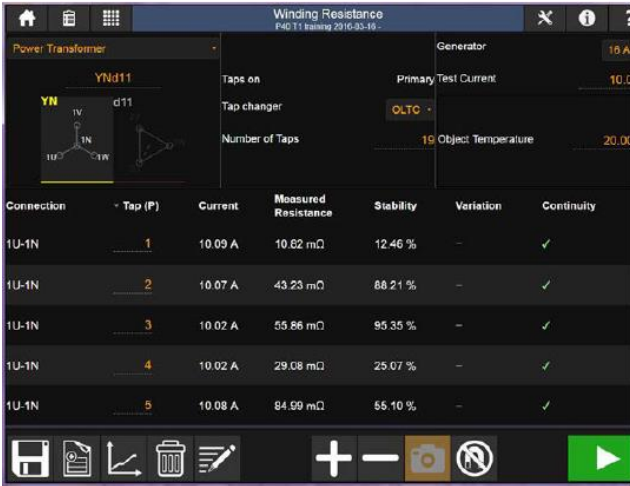 Winding Resistance
P40 T1 training 2016-03-16 -
Power Transformer
Generator
16 A
YNd11
Taps on
Primary
Test Current
10.0
YN
d11
1V
1N
1U
1W
Tap changer
OLTC
Number of Taps
19
Object Temperature
20.00
Connection Tap (P) Current Measured Resistance Stability Variation Continuity
1U-1N 1 10.09 A 10.62 mΩ 12.46 % – ✓
1U-1N 2 10.07 A 43.23 mΩ 88.21 % – ✓
1U-1N 3 10.02 A 55.86 mΩ 95.35 % – ✓
1U-1N 4 10.02 A 29.08 mΩ 25.07 % – ✓
1U-1N 5 10.08 A 84.99 mΩ 55.10 % – ✓